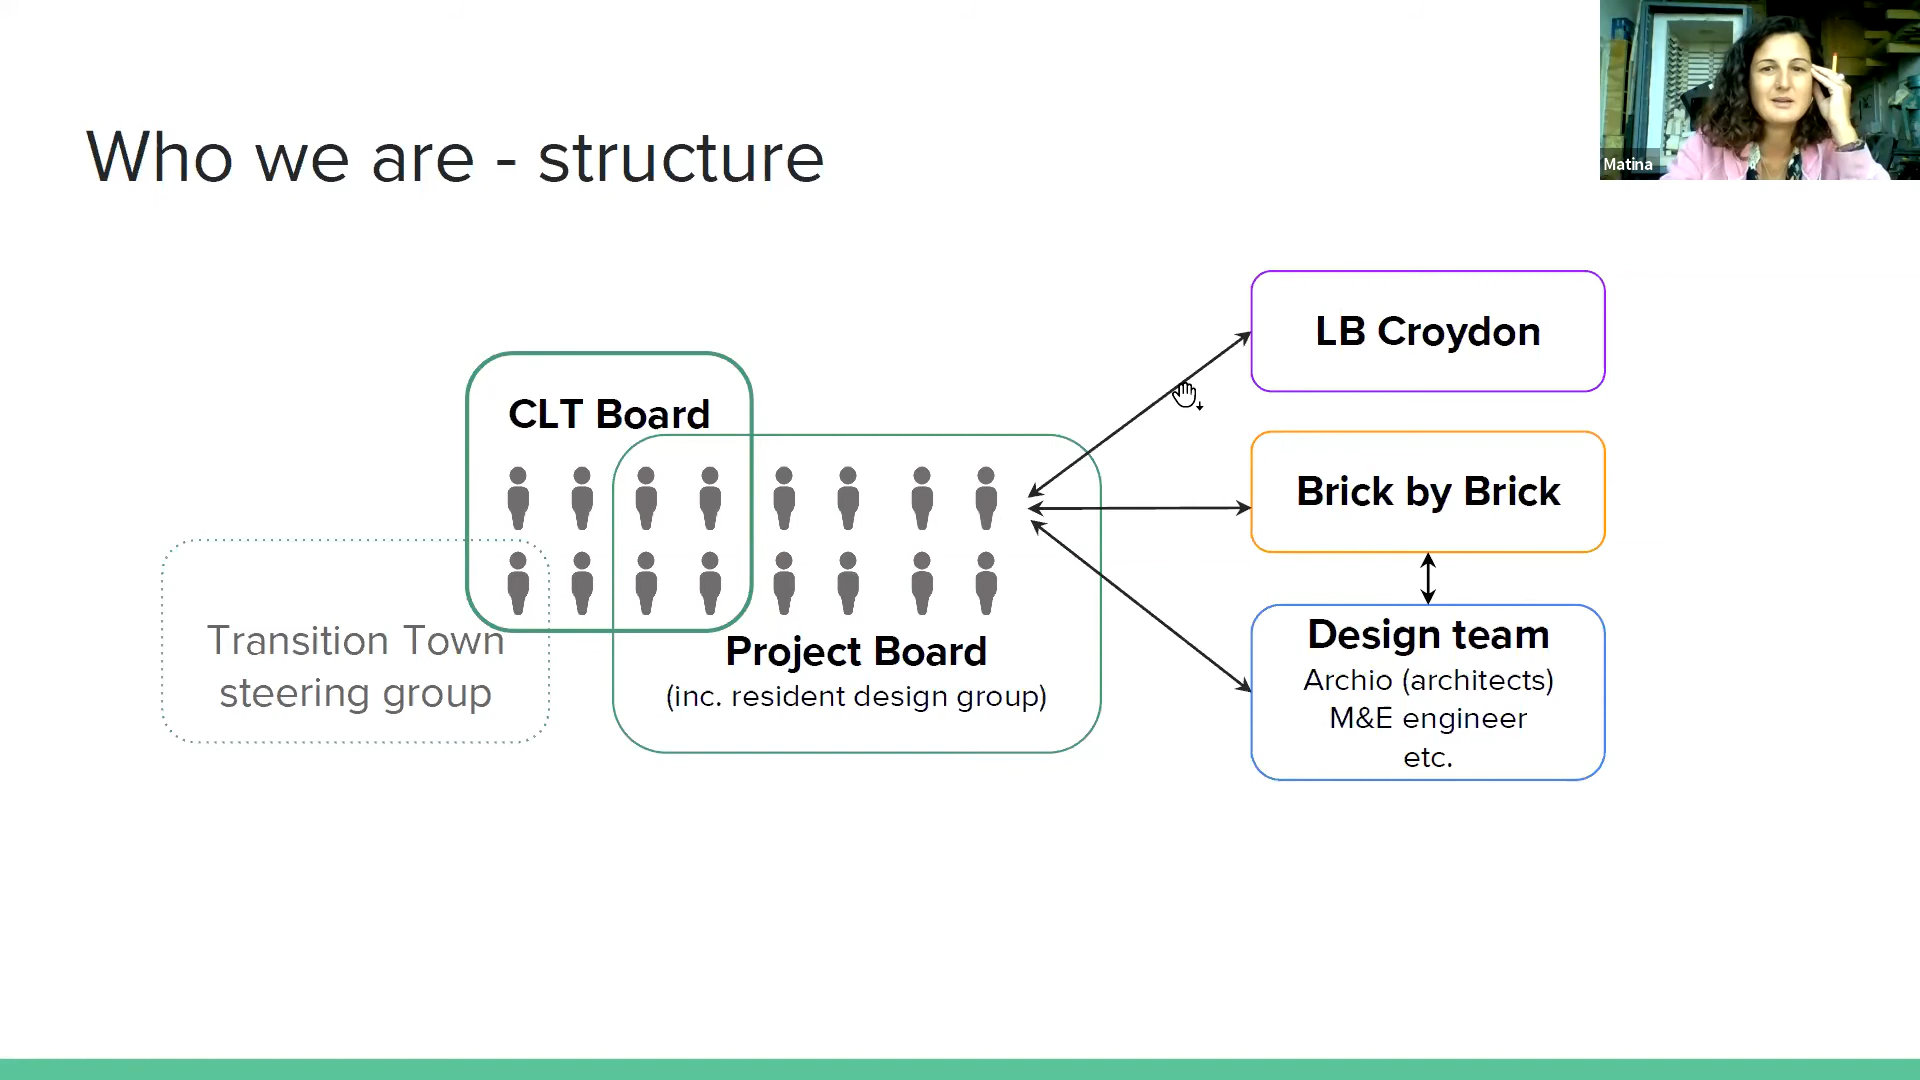 Who we are - structure
Matina
LB Croydon
CLT Board
Brick by Brick
Transition Town
steering group
Project Board
(inc. resident design group)
Design team
Archio (architects)
M&E engineer
etc.